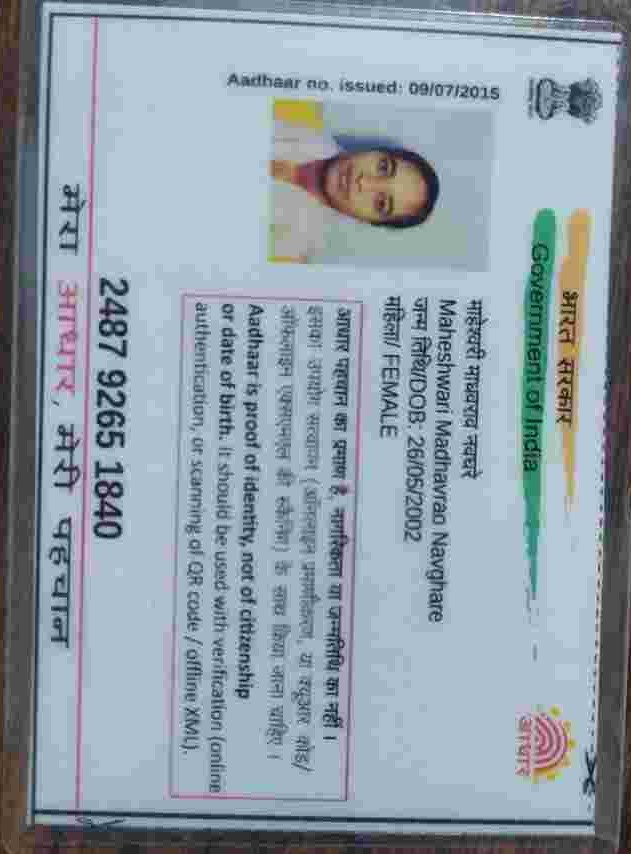 भारत सरकार
Government of India
आधार
Aadhaar no. issued: 09/07/2015
माहेश्वरी माधवराव नवघरे
Maheshwari Madhavrao Navghare
जन्म तिथि/DOB: 26/05/2002
महिला/ FEMALE
आधार पहचान का प्रमाण है, नागरिकता या जन्मतिथि का नहीं ।
इसका उपयोग सत्यापन (ऑनलाइन प्रमाणीकरण, या क्यूआर कोड/
ऑफलाइन एक्सएमएल की स्कैनिंग) के साथ किया जाना चाहिए ।
Aadhaar is proof of identity, not of citizenship
or date of birth. It should be used with verification (online
authentication, or scanning of QR code / offline XML).
2487 9265 1840
मेरा आधार, मेरी पहचान